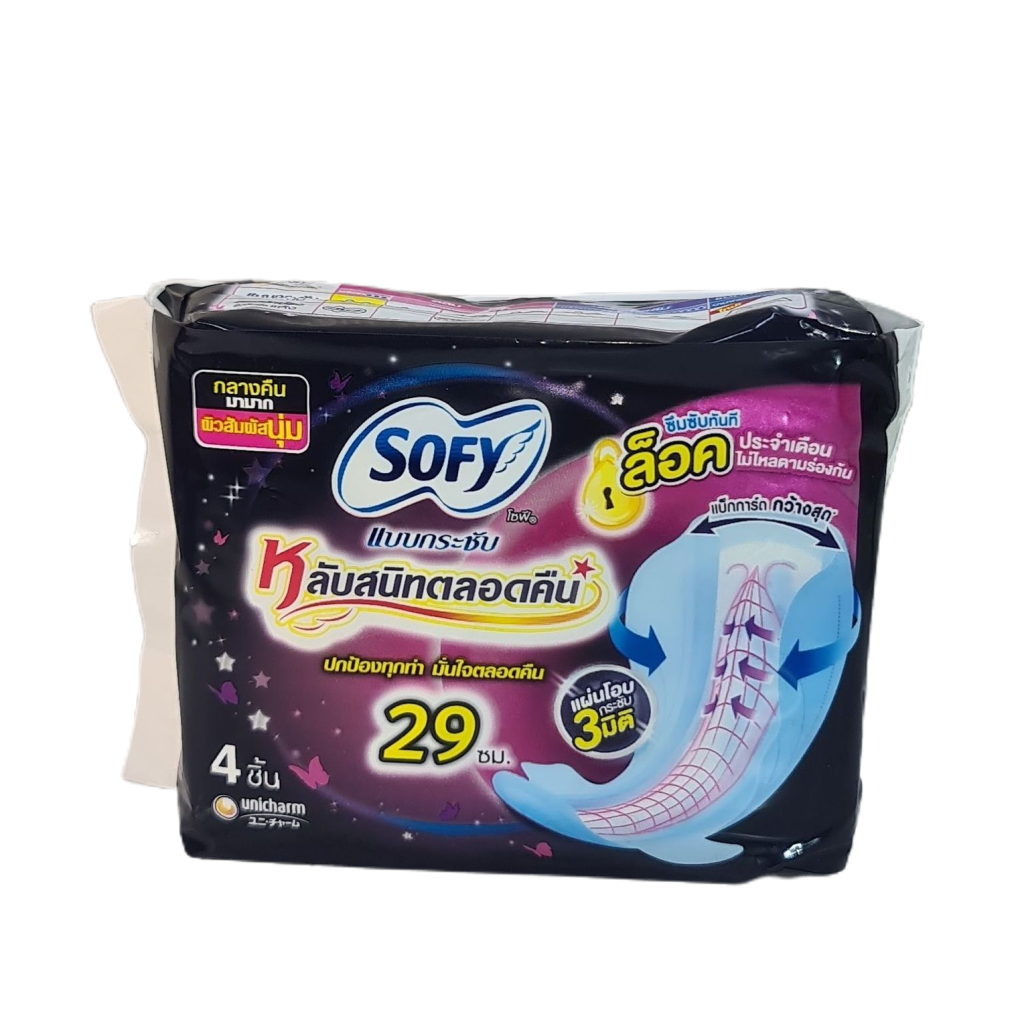 กลางคืน
มามาก
ผิวสัมผัสนุ่ม
SOFY
โซฟี®
แบบกระชับ
หลับสนิทตลอดคืน
ปกป้องทุกท่า มั่นใจตลอดคืน
29 ซม.
4 ชิ้น
unicharm
ユニ・チャーム
ซึมซับทันที
ล็อค
ประจำเดือน
ไม่ไหลตามร่องก้น
แบ็กการ์ด กว้างสุด*
แผ่นโอบ
กระชับ
3 มิติ